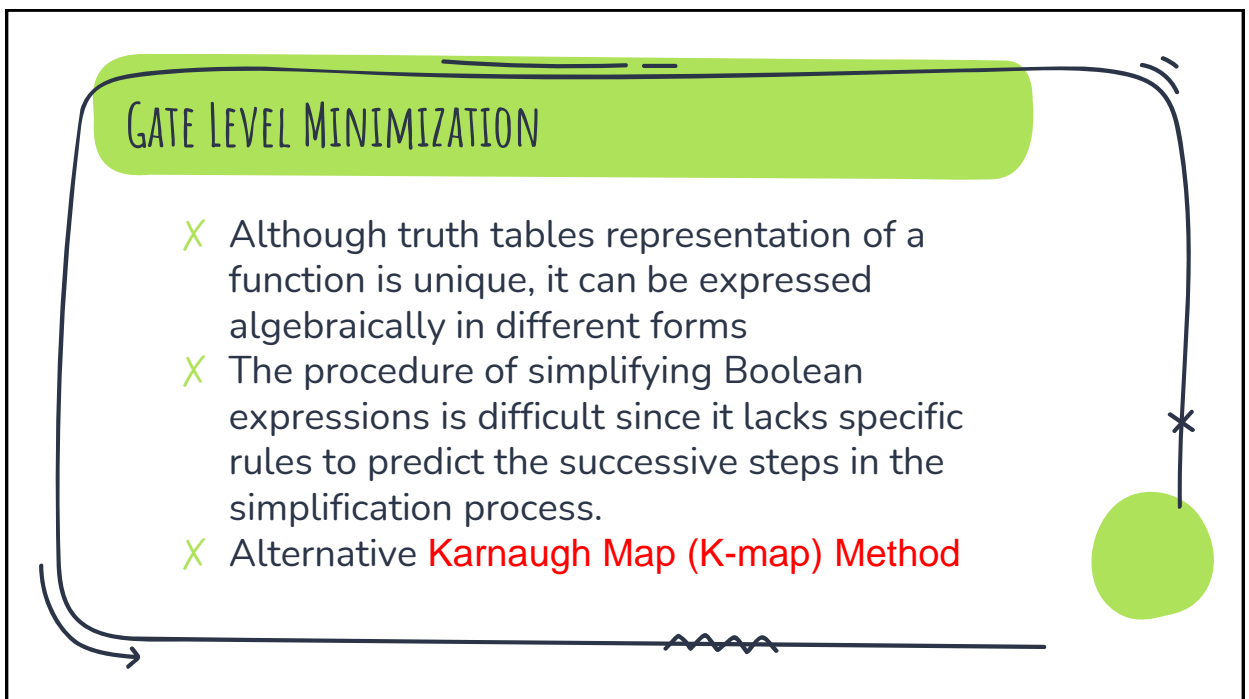 GATE LEVEL MINIMIZATION
X Although truth tables representation of a
function is unique, it can be expressed
algebraically in different forms
X The procedure of simplifying Boolean
expressions is difficult since it lacks specific
rules to predict the successive steps in the
simplification process.
X Alternative Karnaugh Map (K-map) Method